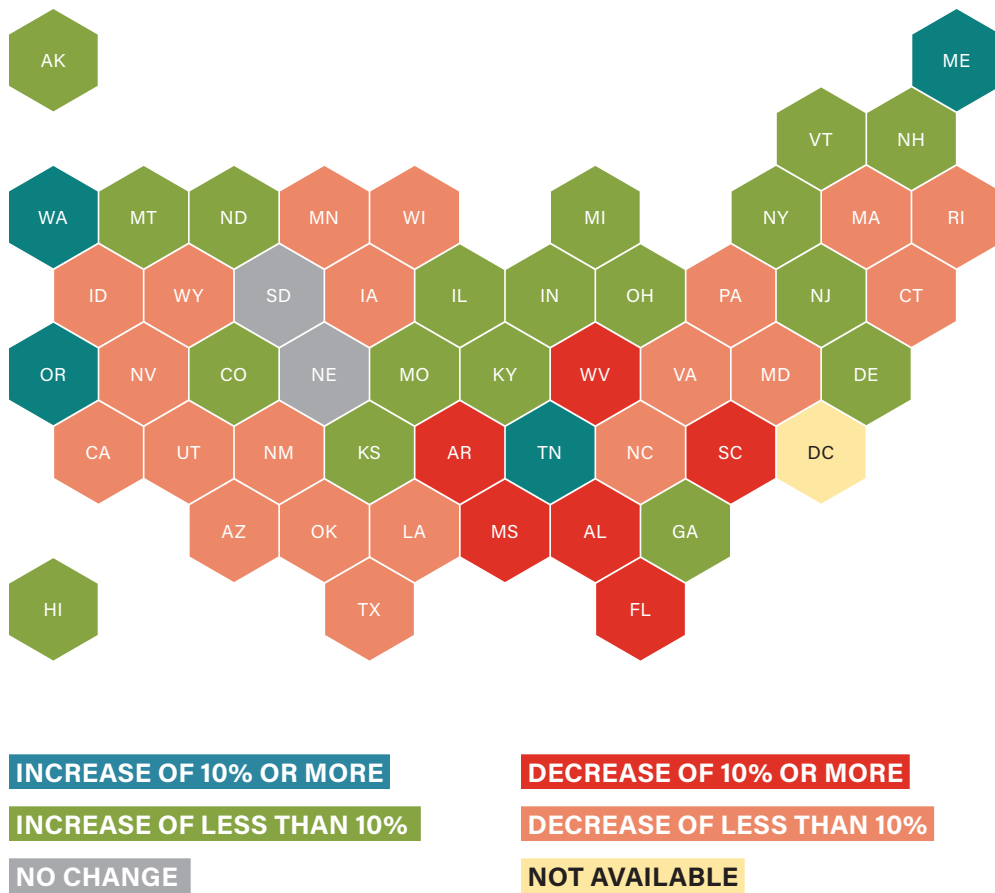 AK
ME
VT NH
WA MT ND MN WI MI NY MA RI
ID WY SD IA IL IN OH PA NJ CT
OR NV CO NE MO KY WV VA MD DE
CA UT NM KS AR TN NC SC DC
AZ OK LA MS AL GA
HI TX FL
INCREASE OF 10% OR MORE
INCREASE OF LESS THAN 10%
NO CHANGE
DECREASE OF 10% OR MORE
DECREASE OF LESS THAN 10%
NOT AVAILABLE